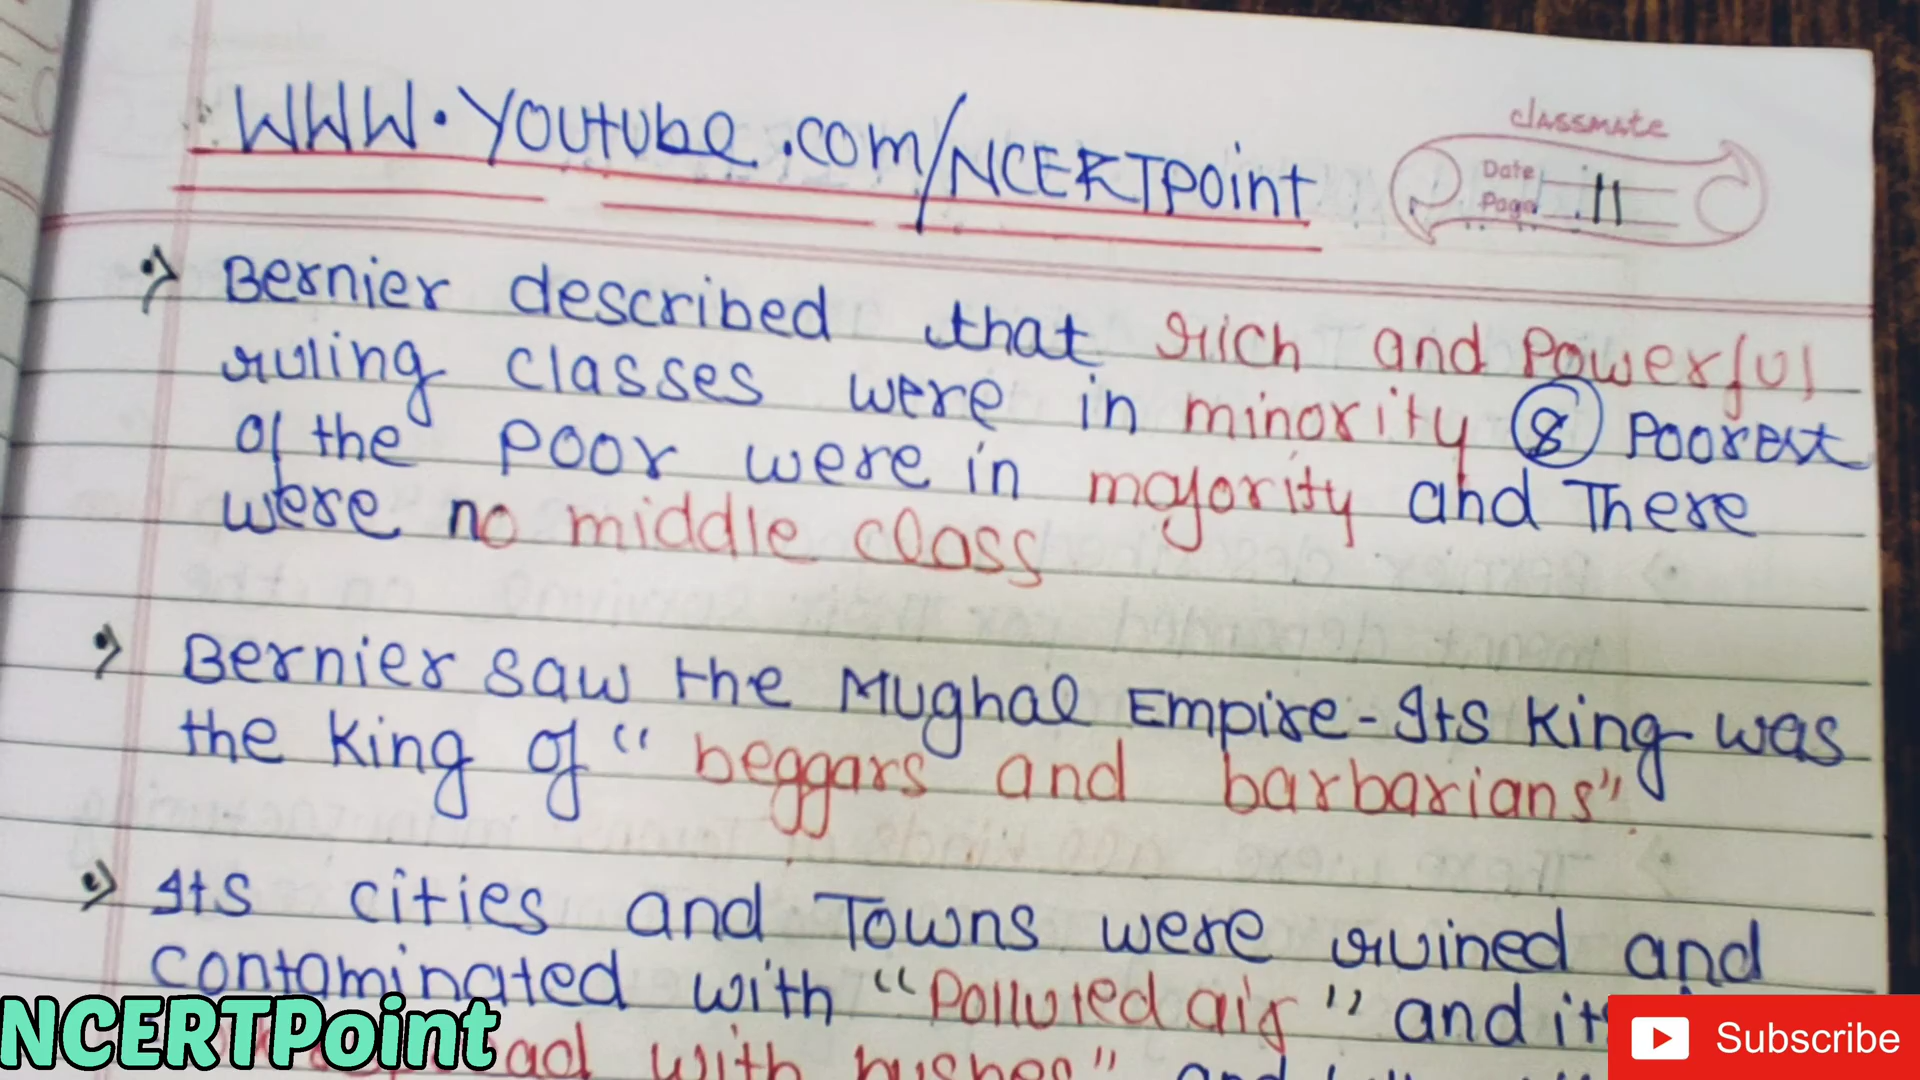 WWW.Youtube.com/NCERTPoint
classmate
Date
Page 11
Bernier described that rich and Powerful
ruling classes were in minority & Poorest
of the Poor were in majority and There
were no middle class
Bernier saw the Mughal Empire - Its King was
the King of "beggars and barbarians"
Its cities and Towns were ruined and
contaminated with "Polluted air" and its
NCERTPoint
with bushes" and
Subscribe